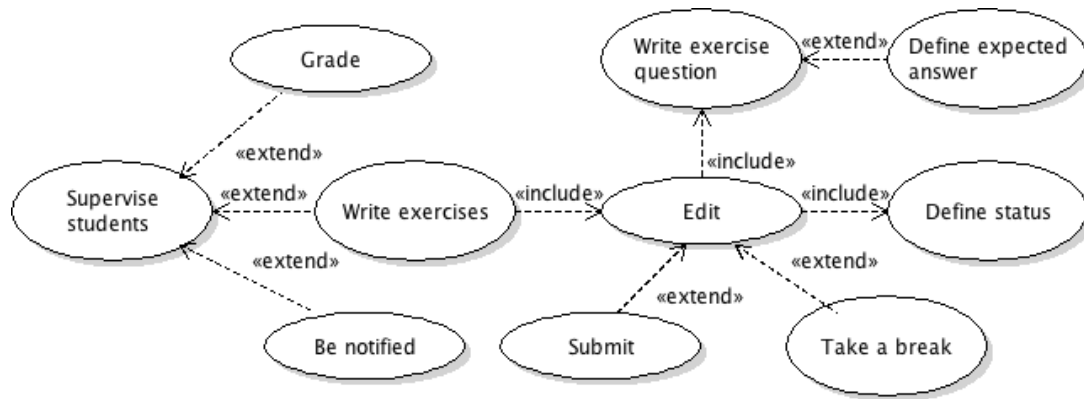 Grade
Write exercise
question
«extend»
Define expected
answer
«extend»
«include»
Supervise
students
«extend»
Write exercises
«include»
Edit
«include»
Define status
«extend»
«extend»
«extend»
Be notified
Submit
Take a break